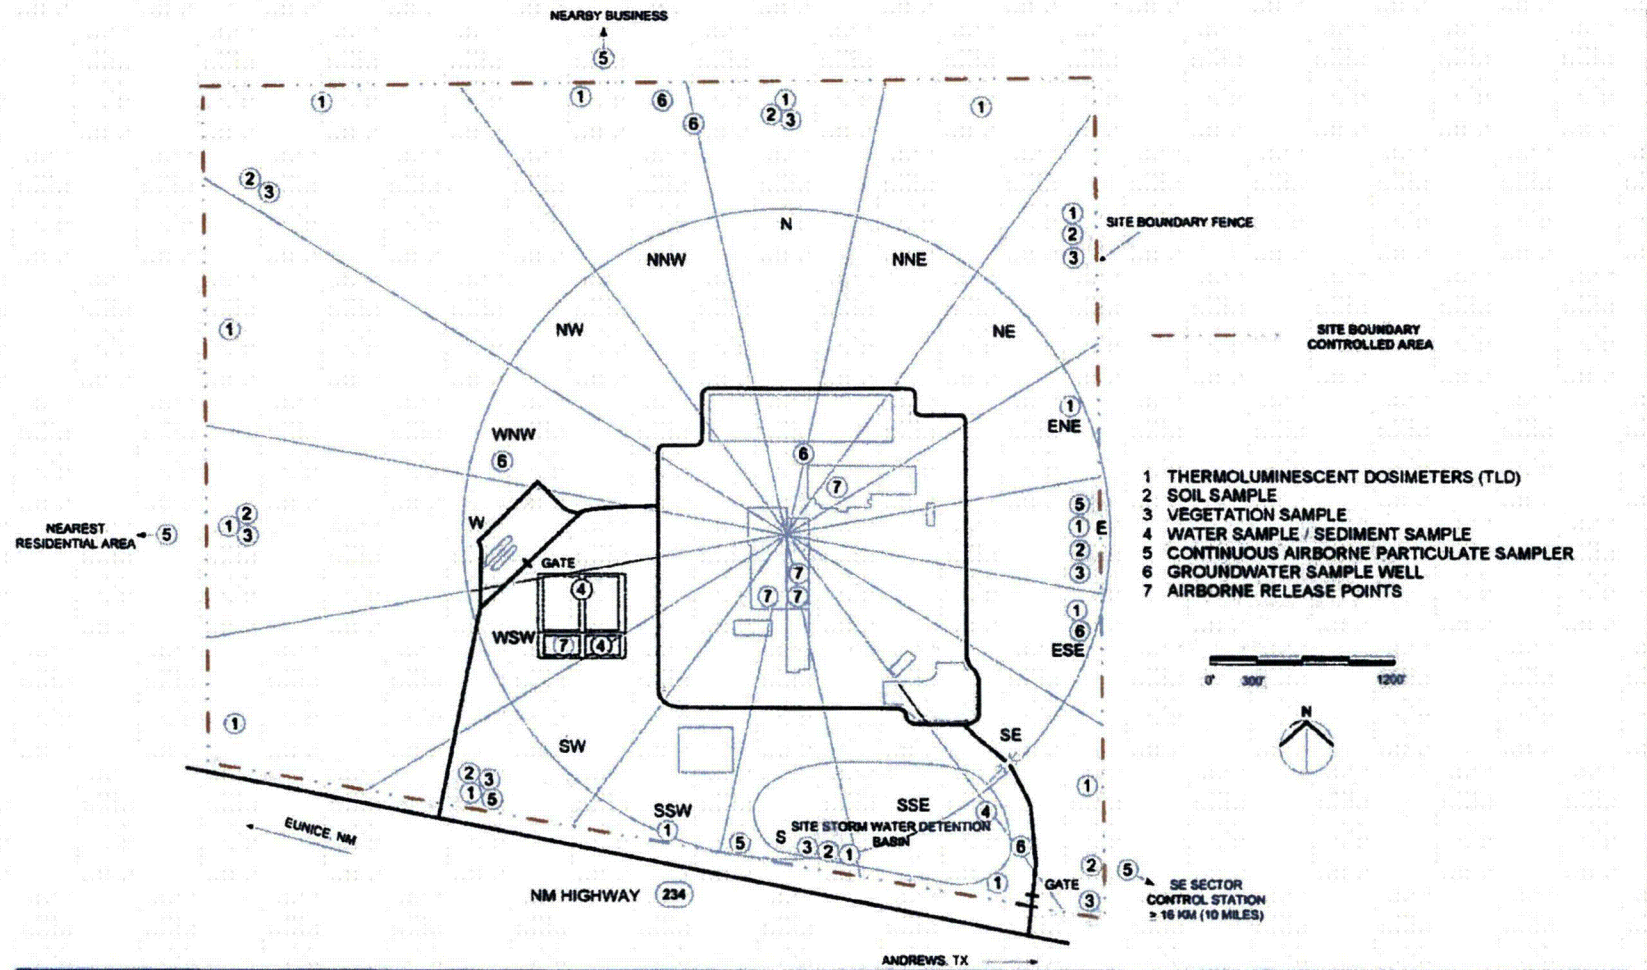 NEARBY BUSINESS
5
1 1 6 1 1
2 3
6
2
3
1
2
3
SITE BOUNDARY FENCE
N
NNW NNE
NW NE
1
SITE BOUNDARY
CONTROLLED AREA
1
ENE
WNW
6
6
7
1 THERMOLUMINESCENT DOSIMETERS (TLD)
2 SOIL SAMPLE
3 VEGETATION SAMPLE
4 WATER SAMPLE / SEDIMENT SAMPLE
5 CONTINUOUS AIRBORNE PARTICULATE SAMPLER
6 GROUNDWATER SAMPLE WELL
7 AIRBORNE RELEASE POINTS
5
1 E
2
3
NEAREST
RESIDENTIAL AREA
5
2
1
3
W
GATE
4
7
7 7
1
6
ESE
WSW
7 4
0' 300' 1200'
N
1
SW
SE
2 3
1 5
1
SSW
1
SSE
4
S
SITE STORM WATER DETENTION
BASIN
5
3 2 1
6
1
GATE
2
3
5
SE SECTOR
CONTROL STATION
≥ 16 KM (10 MILES)
EUNICE, NM
NM HIGHWAY 234
ANDREWS, TX